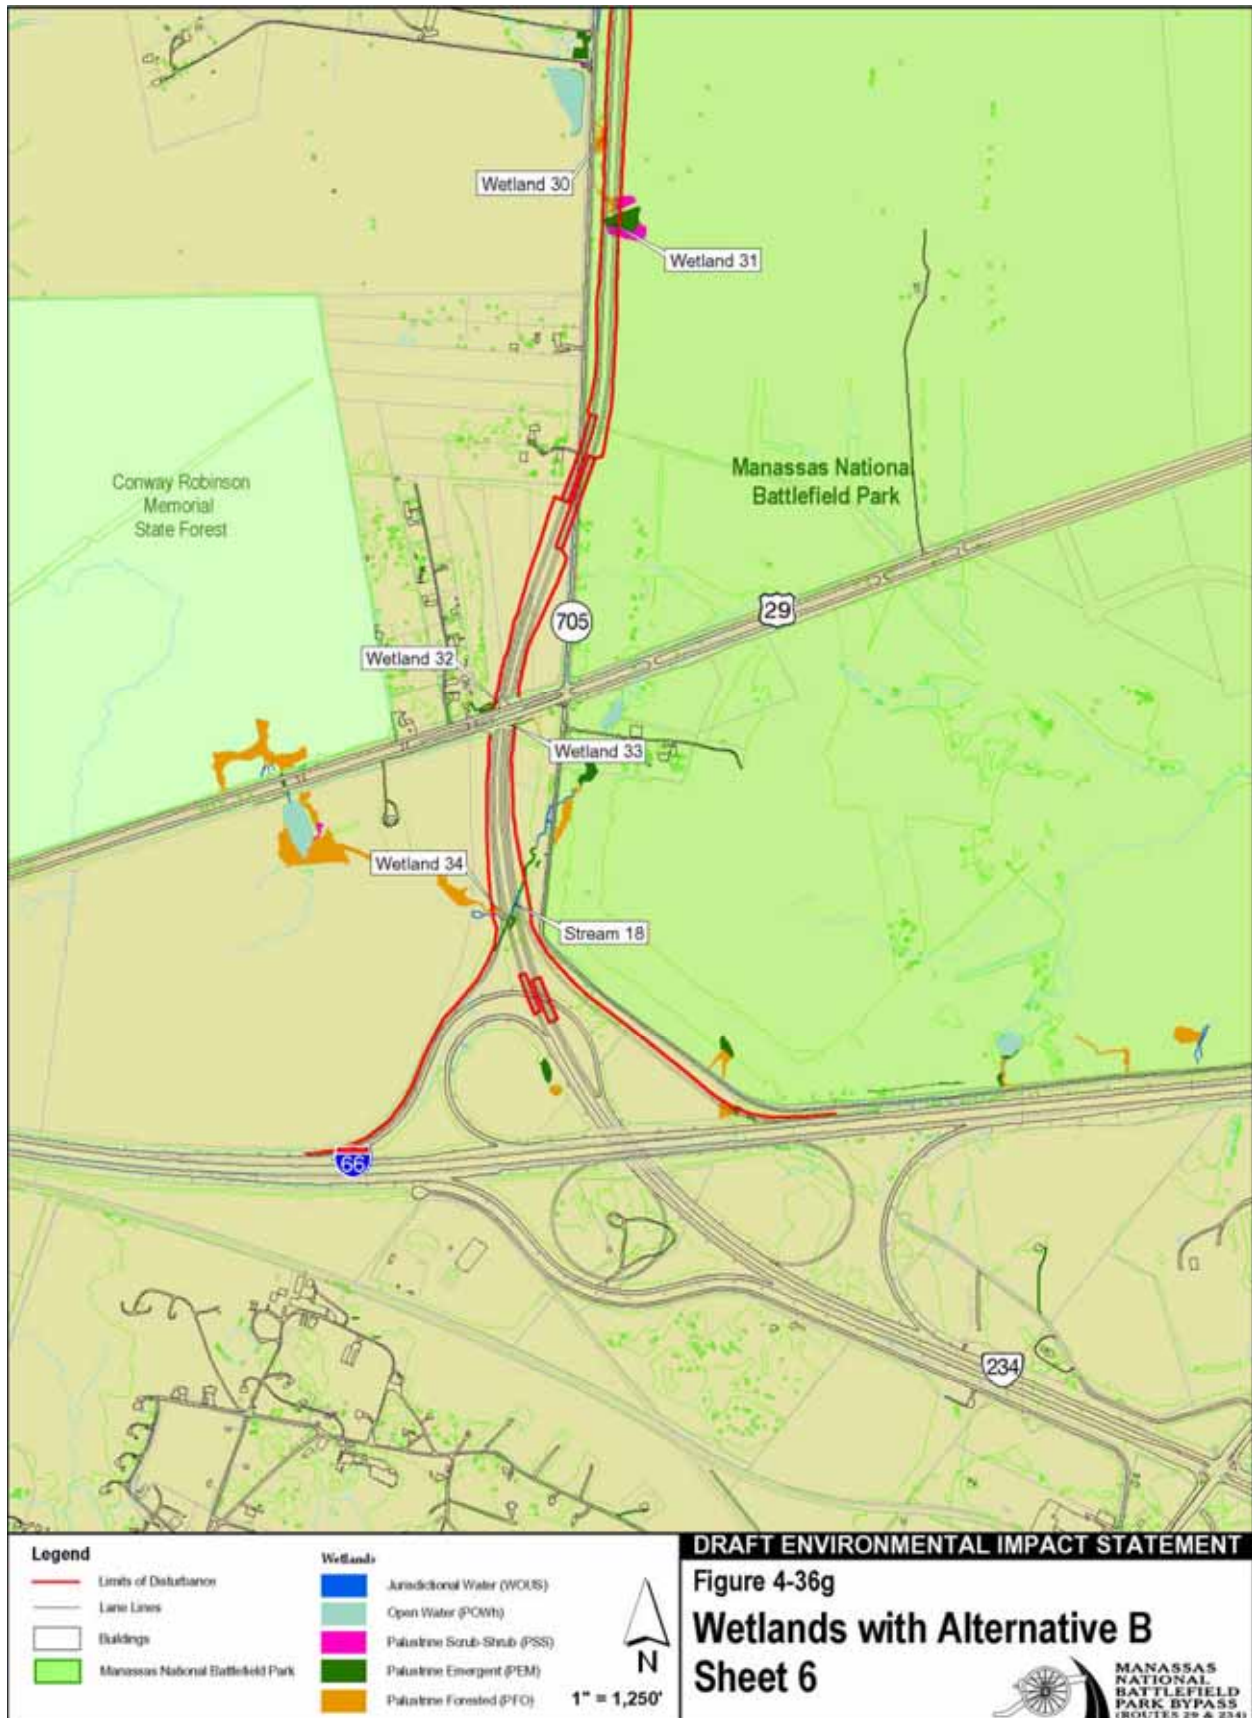 Wetland 30
Wetland 31
Conway Robinson
Memorial
State Forest
Manassas National
Battlefield Park
29
705
Wetland 32
Wetland 33
Wetland 34
Stream 18
66
234
Legend
Limits of Disturbance
Lane Lines
Buildings
Manassas National Battlefield Park
Wetlands
Jurisdictional Water (WOUS)
Open Water (POWh)
Palustrine Scrub-Shrub (PSS)
Palustrine Emergent (PEM)
Palustrine Forested (PFO)
N
1" = 1,250'
DRAFT ENVIRONMENTAL IMPACT STATEMENT
Figure 4-36g
Wetlands with Alternative B
Sheet 6
MANASSAS
NATIONAL
BATTLEFIELD
PARK BYPASS
(ROUTES 29 & 234)